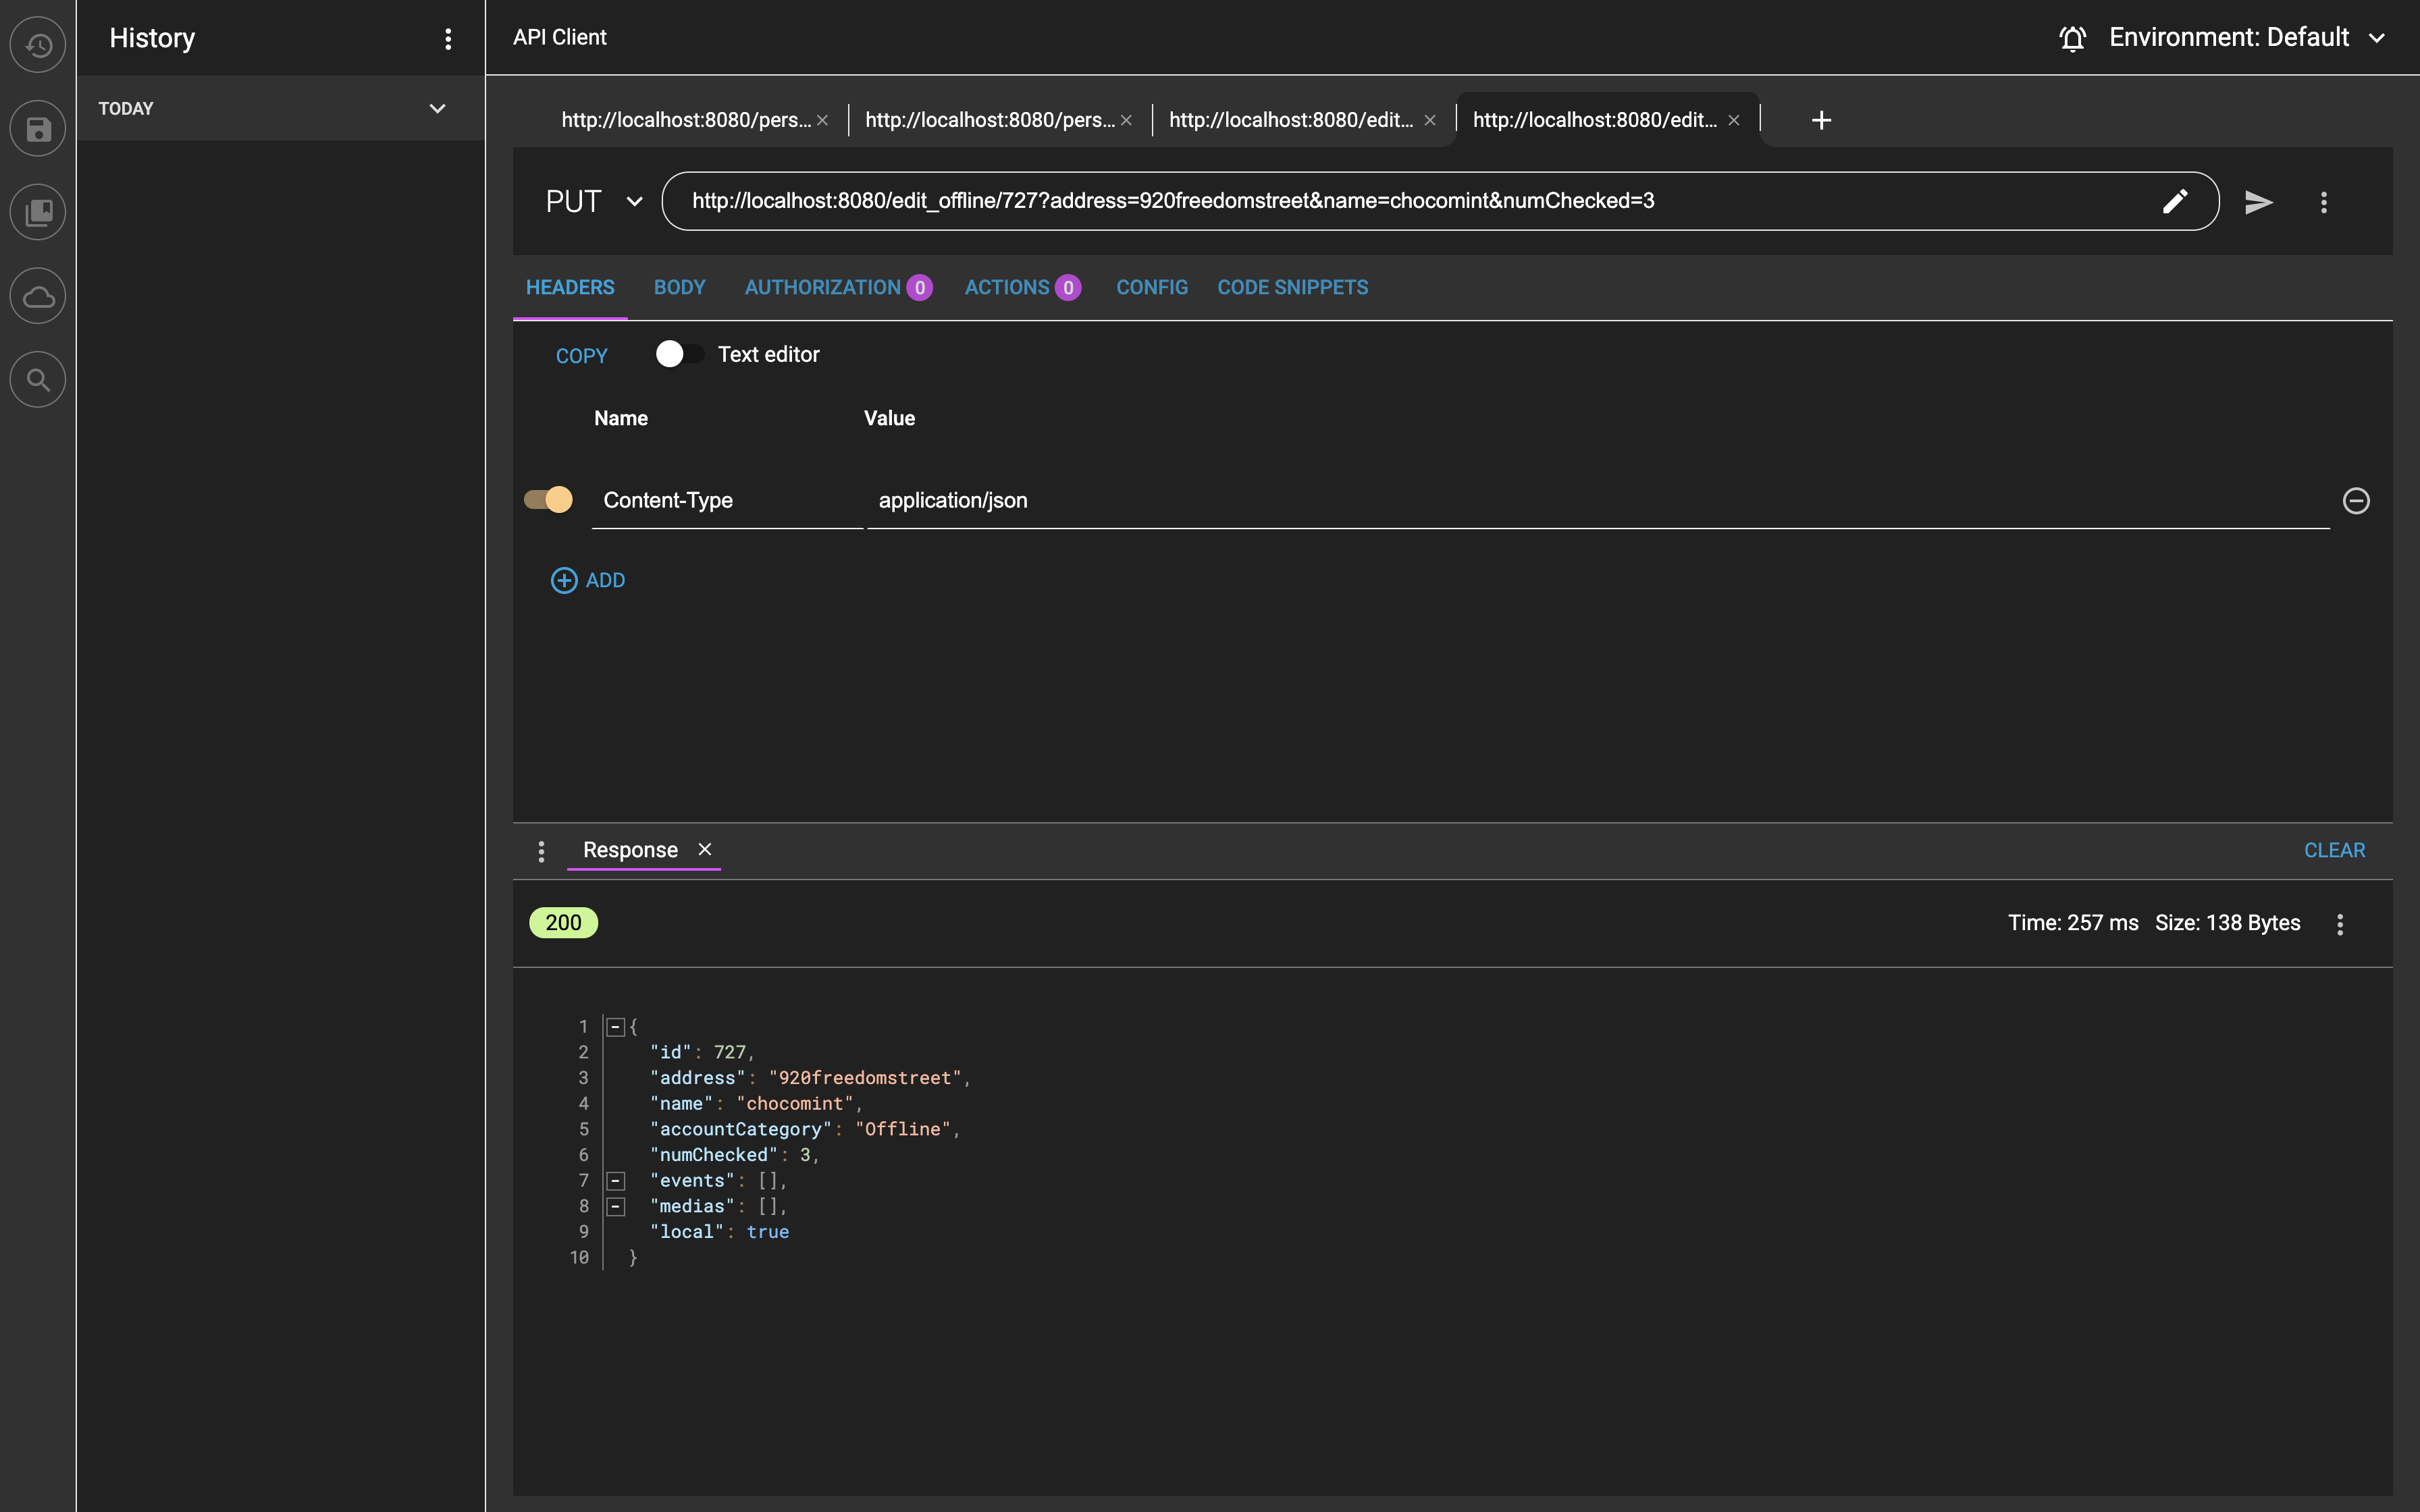 History
TODAY
API Client
Environment: Default
http://localhost:8080/pers...
http://localhost:8080/pers...
http://localhost:8080/edit...
http://localhost:8080/edit...
PUT
http://localhost:8080/edit_offline/727?address=920freedomstreet&name=chocomint&numChecked=3
HEADERS
BODY
AUTHORIZATION 0
ACTIONS 0
CONFIG
CODE SNIPPETS
COPY
Text editor
Name
Value
Content-Type
application/json
ADD
Response
CLEAR
200
Time: 257 ms
Size: 138 Bytes
1 {
2 "id": 727,
3 "address": "920freedomstreet",
4 "name": "chocomint",
5 "accountCategory": "Offline",
6 "numChecked": 3,
7 "events": [],
8 "medias": [],
9 "local": true
10 }